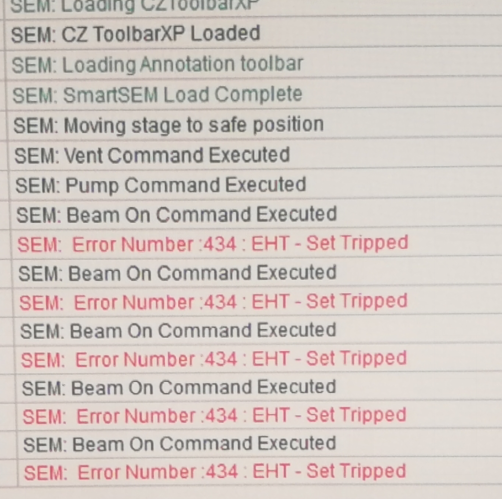 SEM: Loading CZToolbarXP
SEM: CZ ToolbarXP Loaded
SEM: Loading Annotation toolbar
SEM: SmartSEM Load Complete
SEM: Moving stage to safe position
SEM: Vent Command Executed
SEM: Pump Command Executed
SEM: Beam On Command Executed
SEM: Error Number :434 : EHT - Set Tripped
SEM: Beam On Command Executed
SEM: Error Number :434 : EHT - Set Tripped
SEM: Beam On Command Executed
SEM: Error Number :434 : EHT - Set Tripped
SEM: Beam On Command Executed
SEM: Error Number :434 : EHT - Set Tripped
SEM: Beam On Command Executed
SEM: Error Number :434 : EHT - Set Tripped